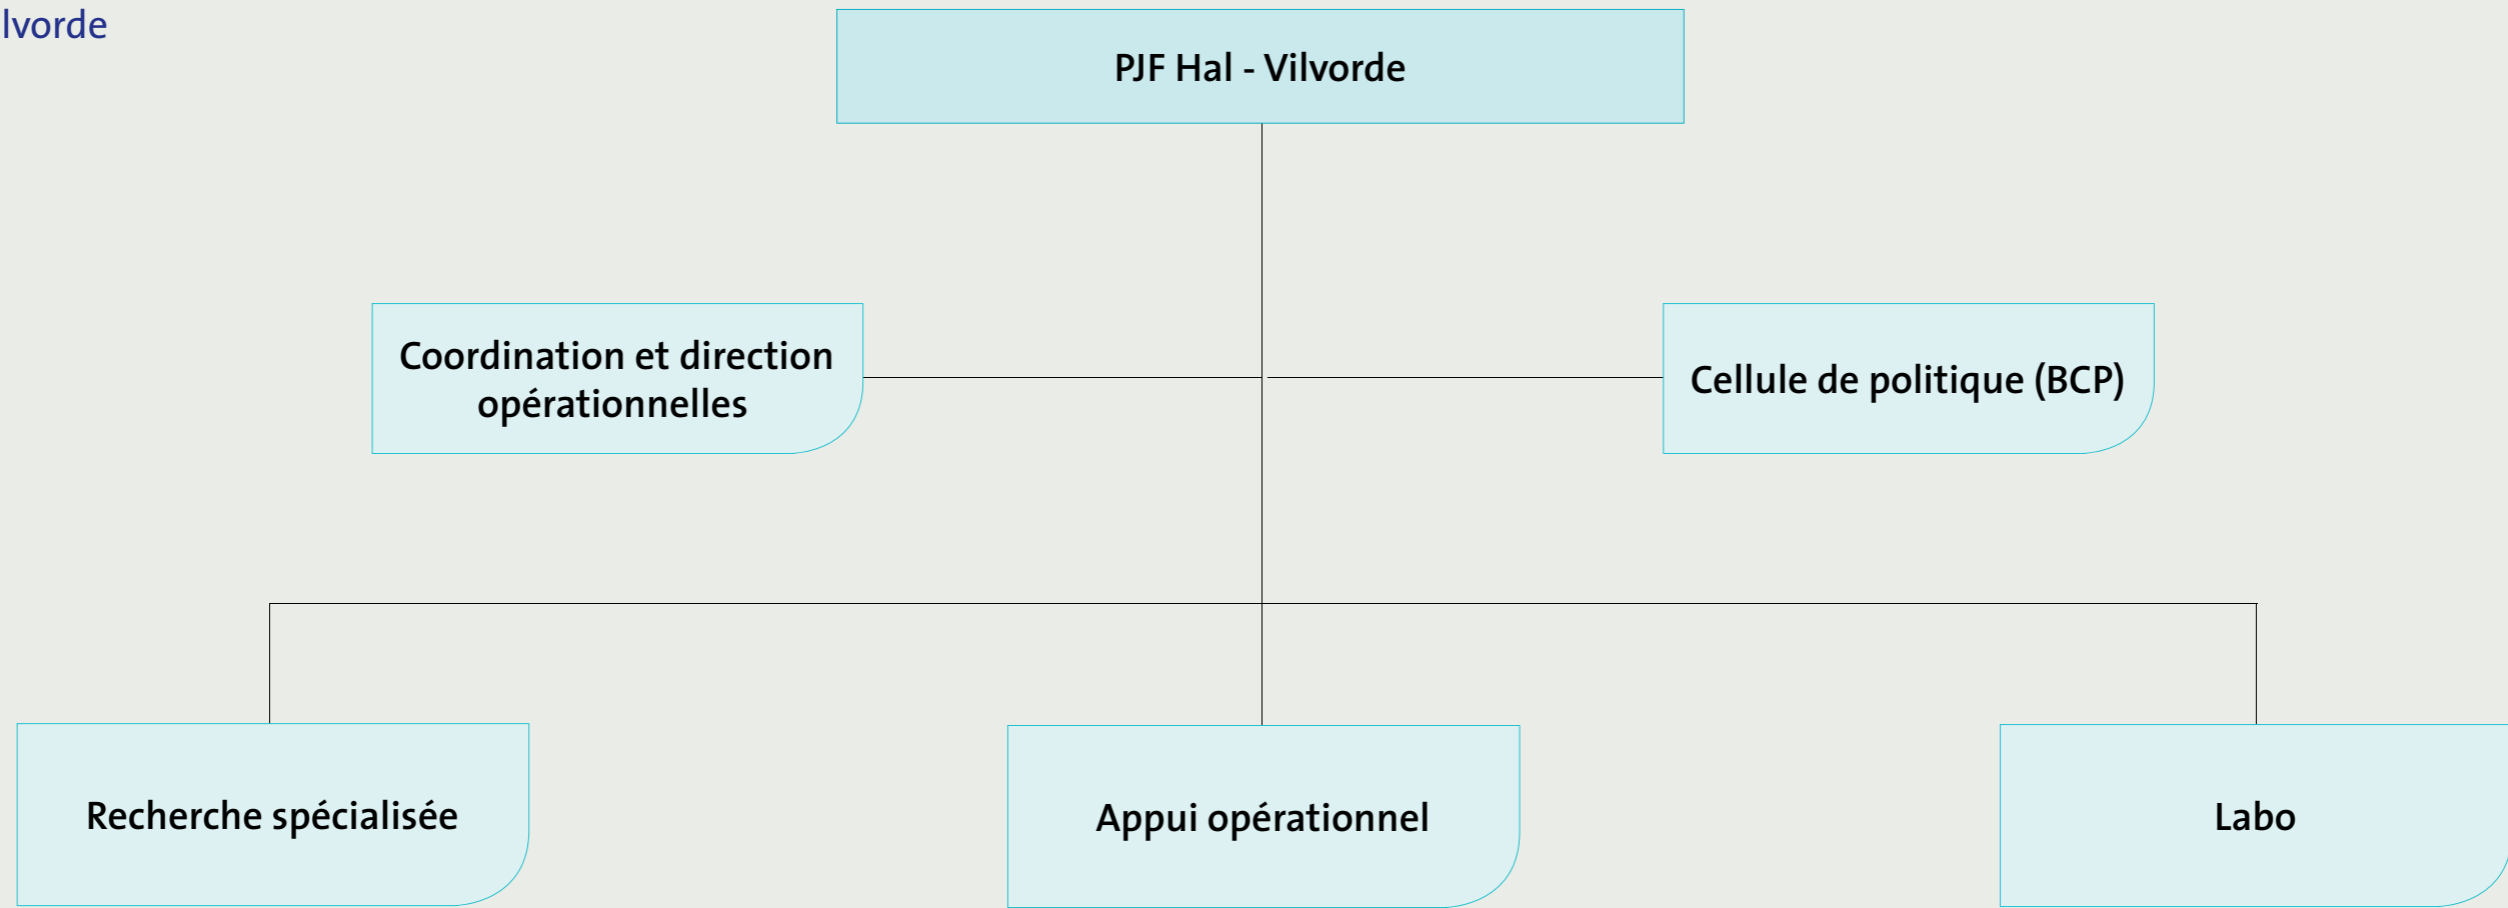 lvorde
PJF Hal - Vilvorde
Coordination et direction
opérationnelles
Cellule de politique (BCP)
Recherche spécialisée
Appui opérationnel
Labo